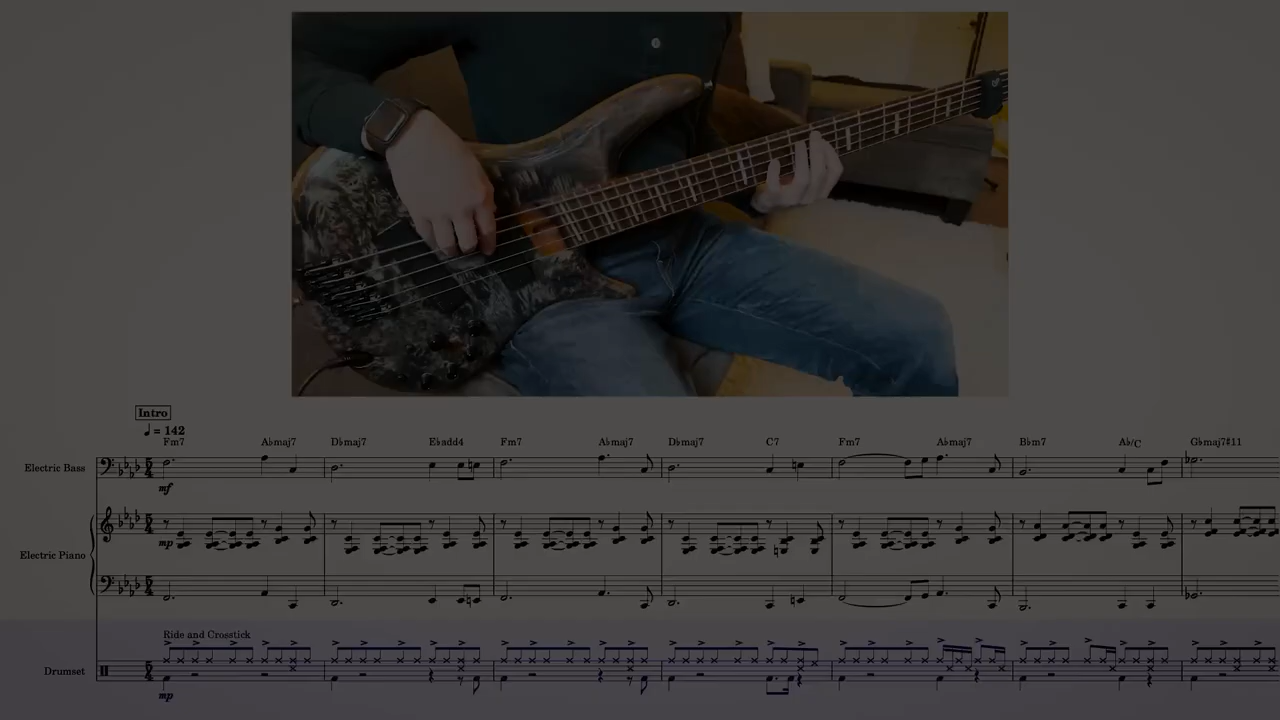 Intro
♩ = 142
Fm7 A♭maj7 D♭maj7 E♭add4 Fm7 A♭maj7 D♭maj7 C7 Fm7 A♭maj7 B♭m7 A♭/C G♭maj7#11
Electric Bass
mf
mp
Electric Piano
Ride and Crosstick
Drumset
mp